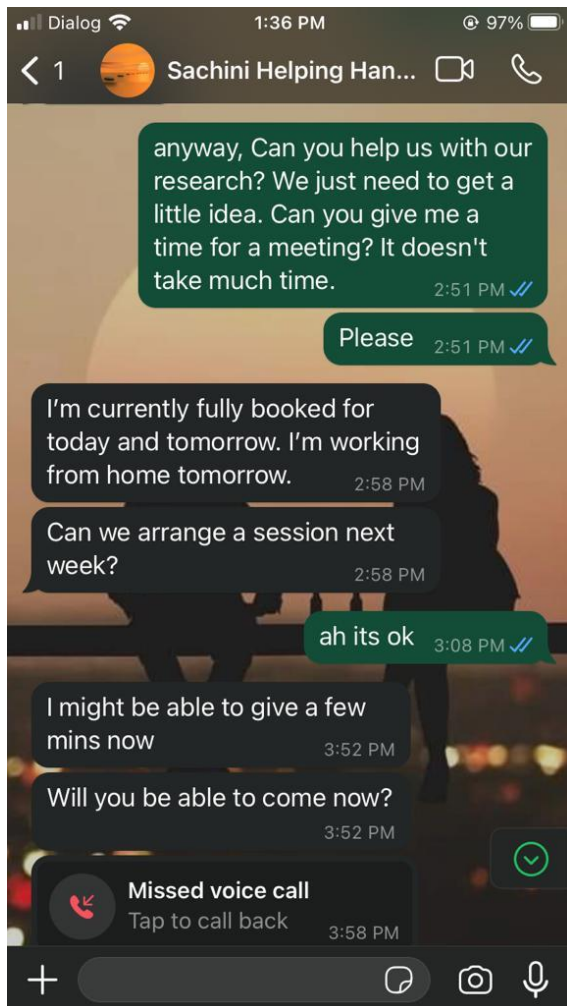 Dialog 1:36 PM 97%
1 Sachini Helping Han...
anyway, Can you help us with our
research? We just need to get a
little idea. Can you give me a
time for a meeting? It doesn't
take much time.
2:51 PM
Please 2:51 PM
I'm currently fully booked for
today and tomorrow. I'm working
from home tomorrow.
2:58 PM
Can we arrange a session next
week?
2:58 PM
ah its ok 3:08 PM
I might be able to give a few
mins now
3:52 PM
Will you be able to come now?
3:52 PM
Missed voice call
Tap to call back
3:58 PM